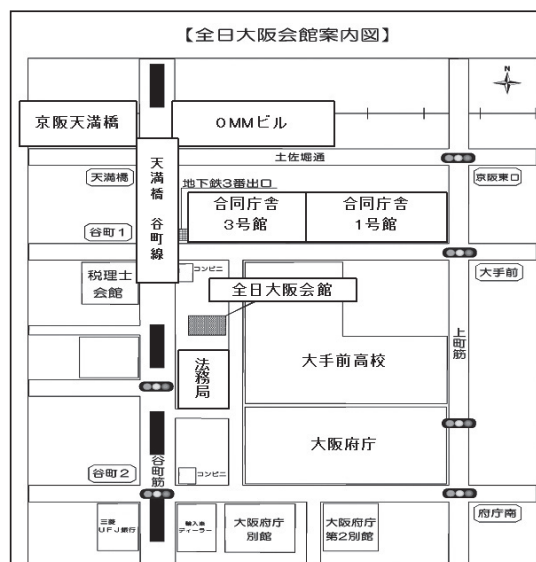 【全日大阪会館案内図】
N
京阪天満橋
OMMビル
土佐堀通
天満橋
天満橋 谷町線
地下鉄3番出口
京阪東口
谷町1
合同庁舎
3号館
合同庁舎
1号館
税理士
会館
コンビニ
大手前
全日大阪会館
上町筋
法務局
大手前高校
大阪府庁
谷町2
谷町筋
コンビニ
三菱
UFJ銀行
輸入車
ディーラー
大阪府庁
別館
大阪府庁
第2別館
府庁南